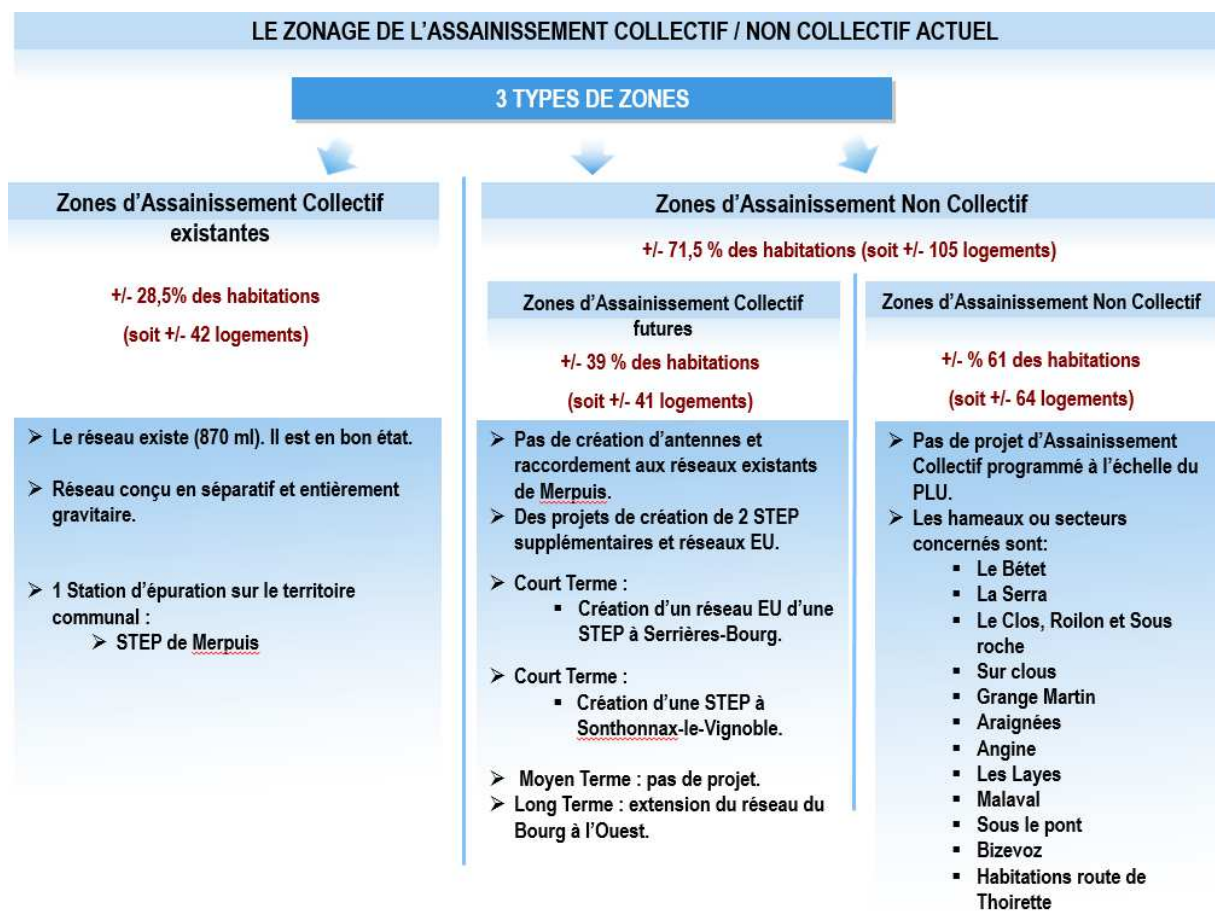 LE ZONAGE DE L'ASSAINISSEMENT COLLECTIF / NON COLLECTIF ACTUEL
3 TYPES DE ZONES
Zones d'Assainissement Collectif
existantes
+/- 28,5% des habitations
(soit +/- 42 logements)
➢ Le réseau existe (870 ml). Il est en bon état.
➢ Réseau conçu en séparatif et entièrement
gravitaire.
➢ 1 Station d'épuration sur le territoire
communal :
➢ STEP de Merpuis
Zones d'Assainissement Non Collectif
+/- 71,5 % des habitations (soit +/- 105 logements)
Zones d'Assainissement Collectif
futures
+/- 39 % des habitations
(soit +/- 41 logements)
➢ Pas de création d'antennes et
raccordement aux réseaux existants
de Merpuis.
➢ Des projets de création de 2 STEP
supplémentaires et réseaux EU.
➢ Court Terme :
▪ Création d'un réseau EU d'une
STEP à Serrières-Bourg.
➢ Court Terme :
▪ Création d'une STEP à
Sonthonnax-le-Vignoble.
➢ Moyen Terme : pas de projet.
➢ Long Terme : extension du réseau du
Bourg à l'Ouest.
Zones d'Assainissement Non Collectif
+/- % 61 des habitations
(soit +/- 64 logements)
➢ Pas de projet d'Assainissement
Collectif programmé à l'échelle du
PLU.
➢ Les hameaux ou secteurs
concernés sont:
▪ Le Bétet
▪ La Serra
▪ Le Clos, Roilon et Sous
roche
▪ Sur clous
▪ Grange Martin
▪ Araignées
▪ Angine
▪ Les Layes
▪ Malaval
▪ Sous le pont
▪ Bizevoz
▪ Habitations route de
Thoirette